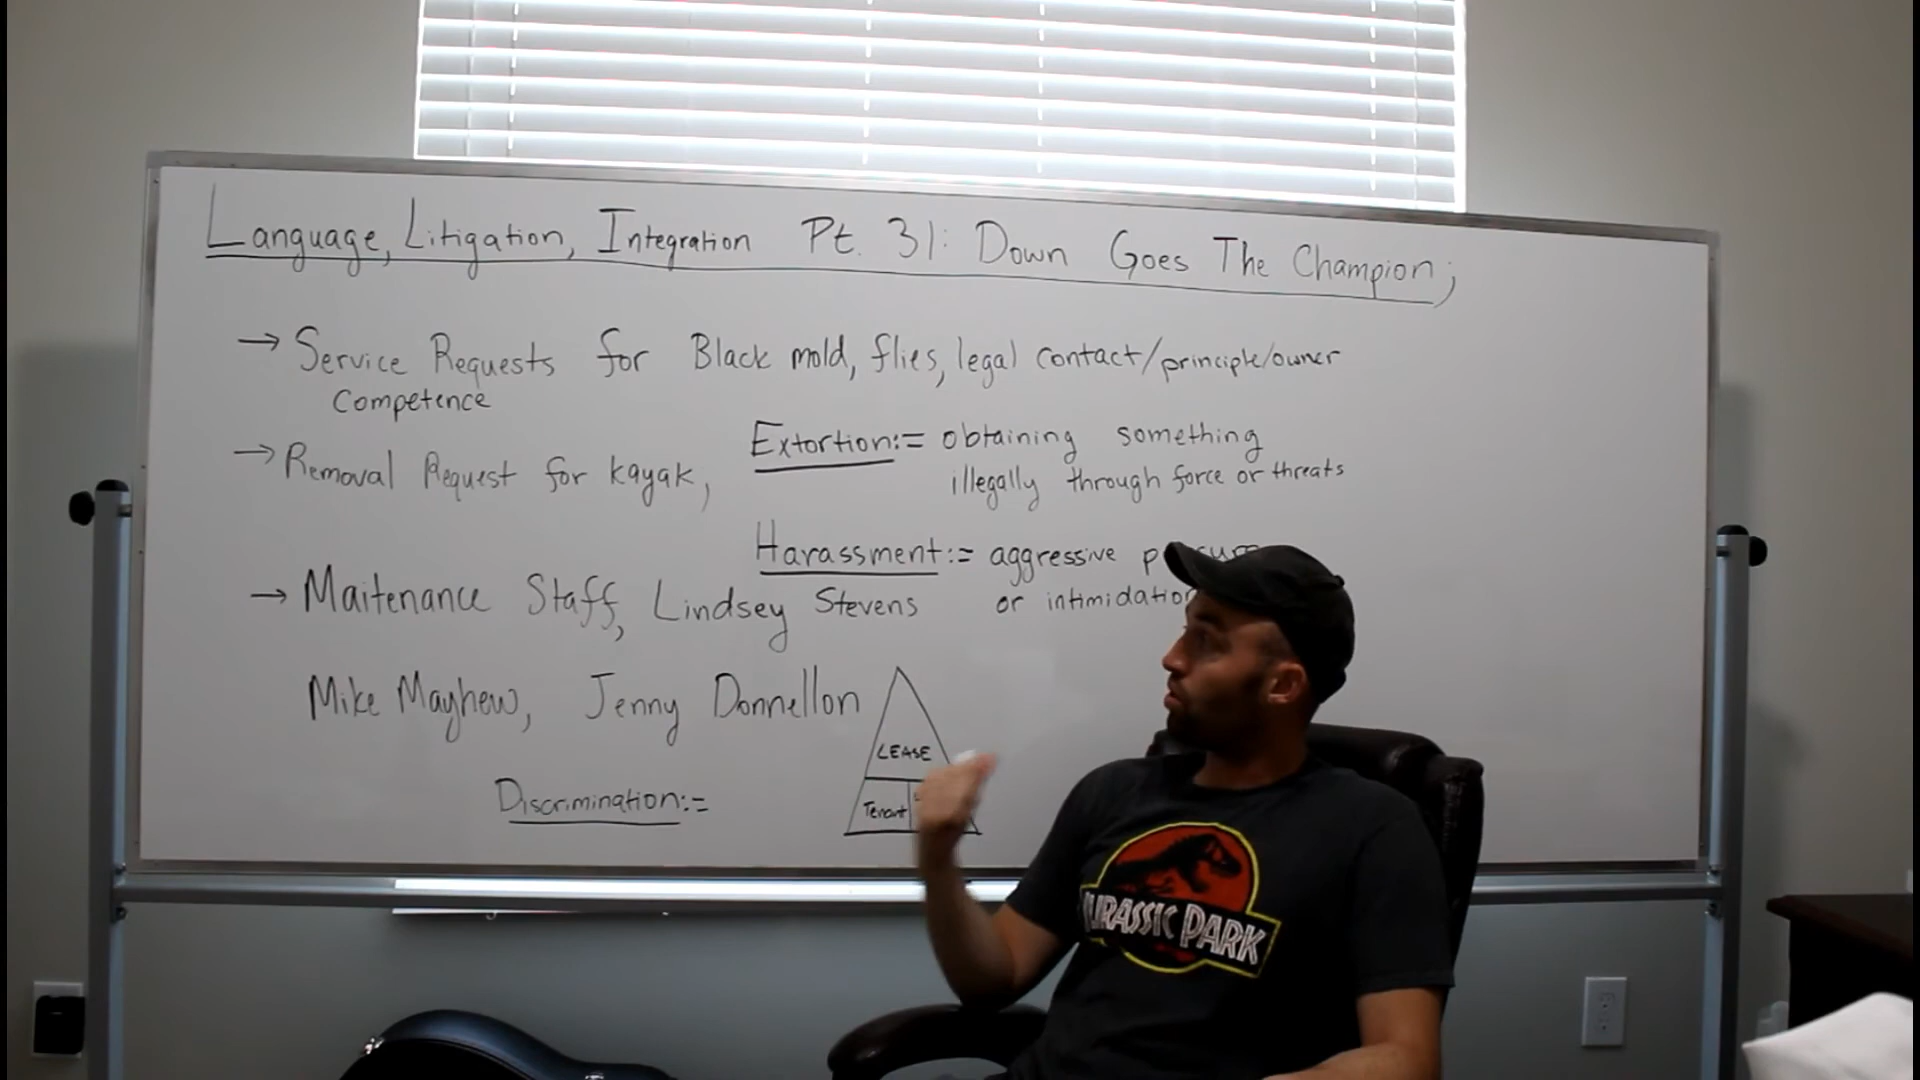 Language, Litigation, Integration Pt. 31: Down Goes The Champion;
→ Service Requests for Black mold, flies, legal contact/principle/owner
Competence
→ Removal Request for kayak,
Extortion:= obtaining something
illegally through force or threats
Harassment:= aggressive
or intimidation
→ Maitenance Staff, Lindsey Stevens
Mike Mayhew, Jenny Donnellon
LEASE
Tenant
Discrimination:=
JURASSIC PARK